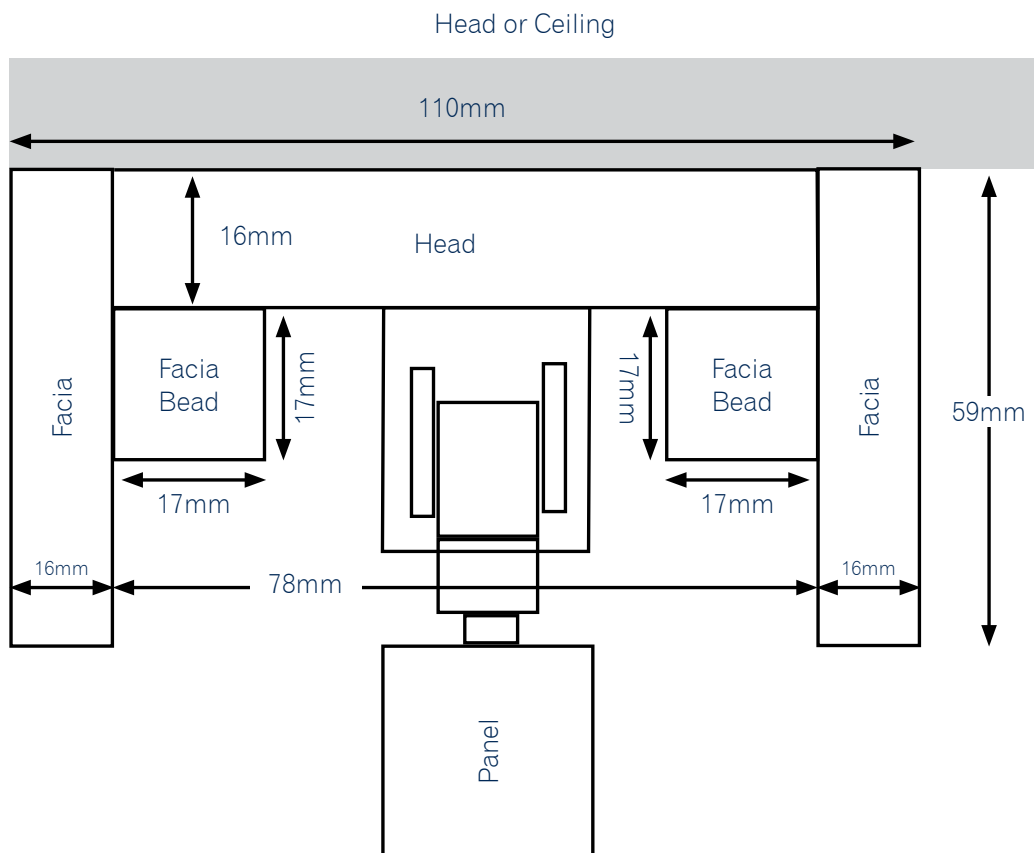 Head or Ceiling
110mm
16mm
Head
Facia
Bead
17mm
17mm
Facia
Bead
Facia
Facia
59mm
17mm
17mm
16mm
78mm
16mm
Panel